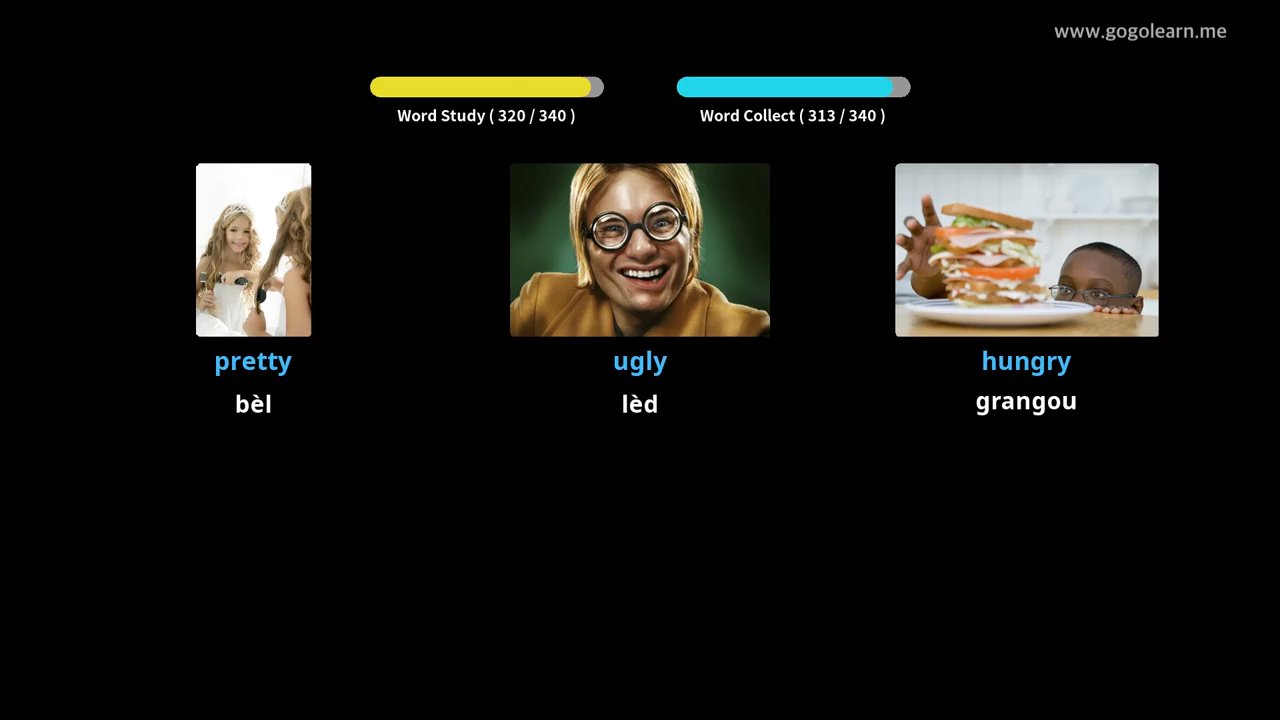 www.gogolearn.me
Word Study ( 320 / 340 )
Word Collect ( 313 / 340 )
pretty
ugly
hungry
bèl
lèd
grangou